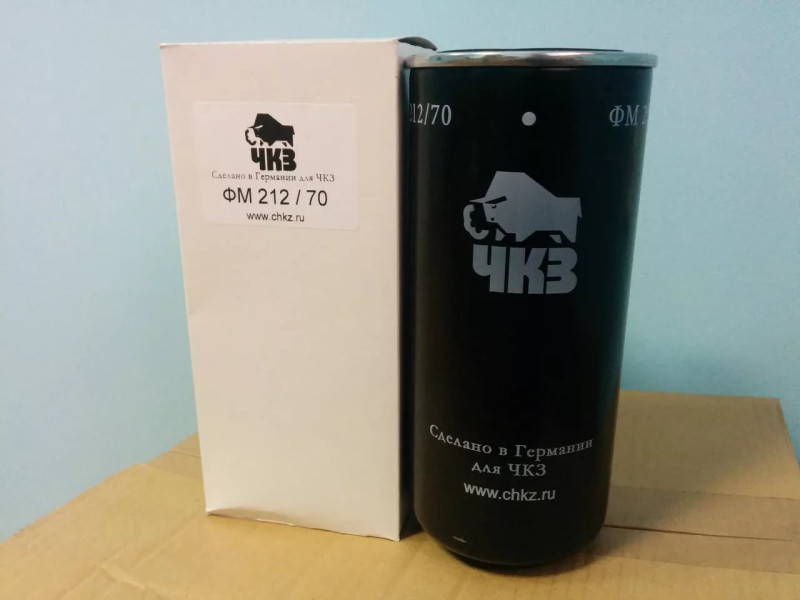 ЧКЗ
Сделано в Германии для ЧКЗ
ФМ 212 / 70
www.chkz.ru
212/70
ФМ 2
ЧКЗ
Сделано в Германии
для ЧКЗ
www.chkz.ru